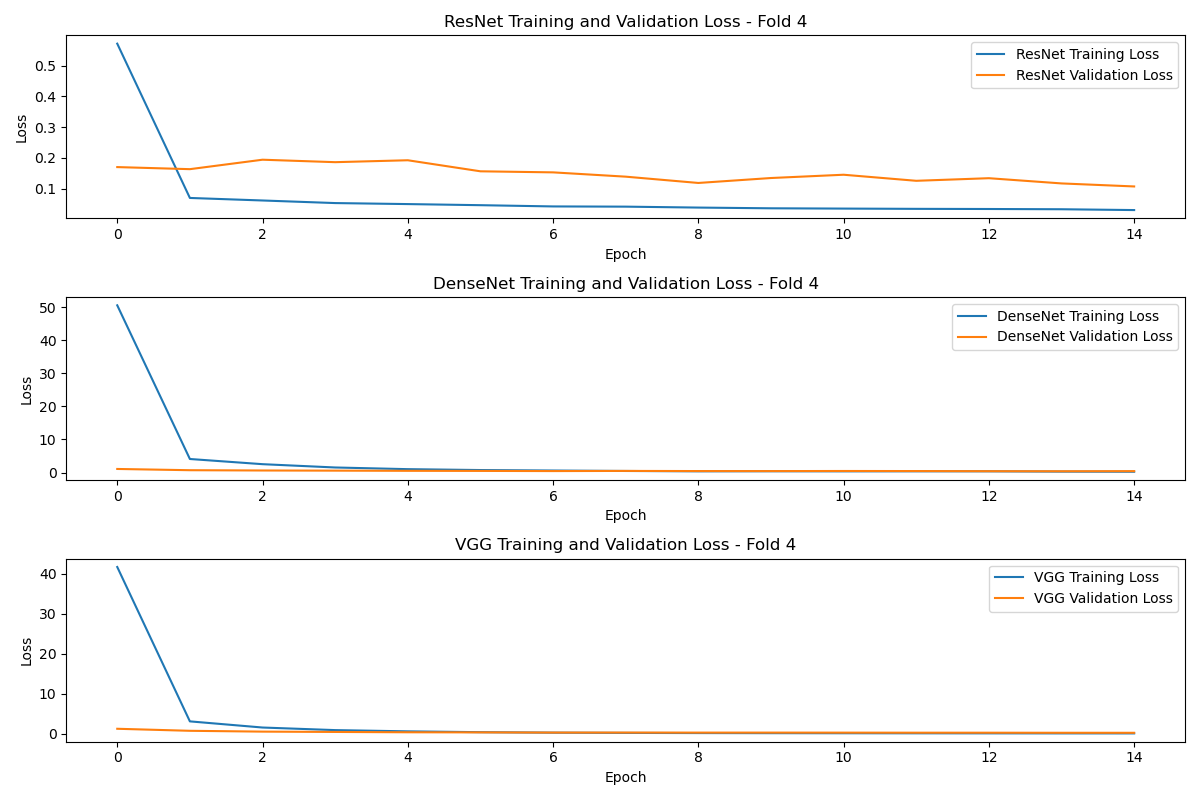 ResNet Training and Validation Loss - Fold 4
ResNet Training Loss
ResNet Validation Loss
Loss
0.5
0.4
0.3
0.2
0.1
0 2 4 6 8 10 12 14
Epoch
DenseNet Training and Validation Loss - Fold 4
DenseNet Training Loss
DenseNet Validation Loss
Loss
50
40
30
20
10
0
0 2 4 6 8 10 12 14
Epoch
VGG Training and Validation Loss - Fold 4
VGG Training Loss
VGG Validation Loss
Loss
40
30
20
10
0
0 2 4 6 8 10 12 14
Epoch